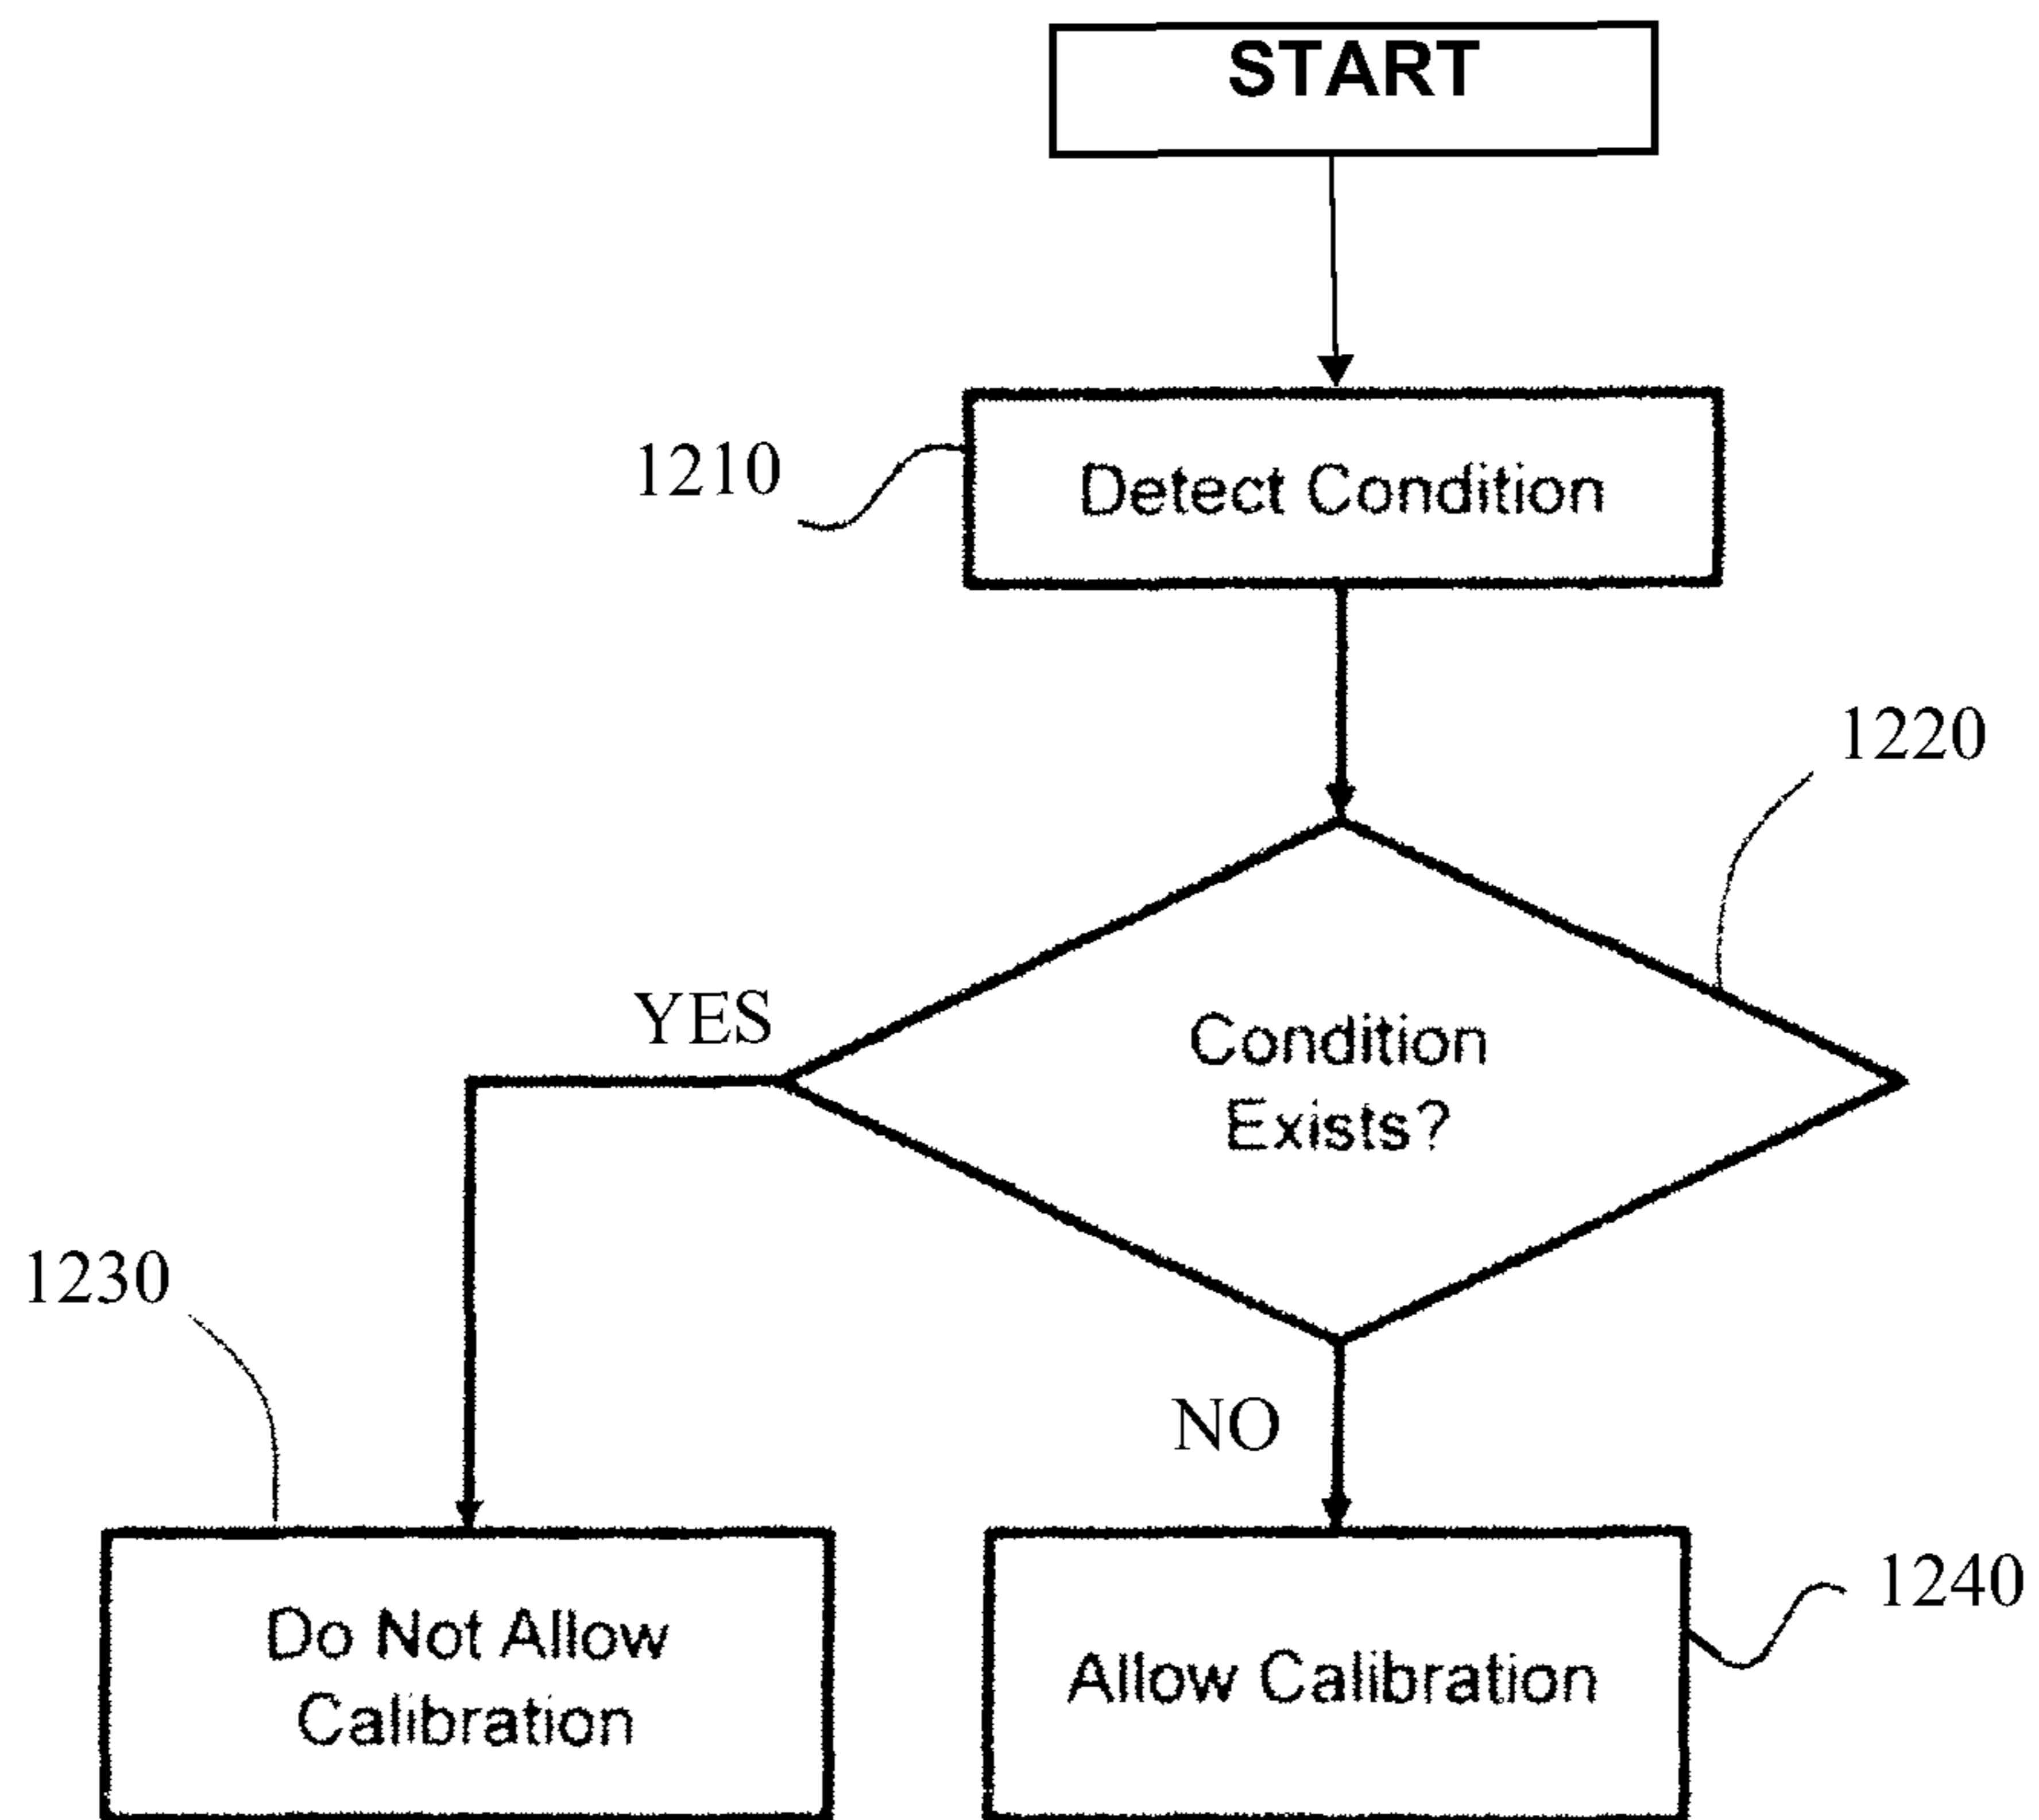 START
1210
Detect Condition
1220
YES
Condition
Exists?
1230
NO
Do Not Allow
Calibration
Allow Calibration
1240